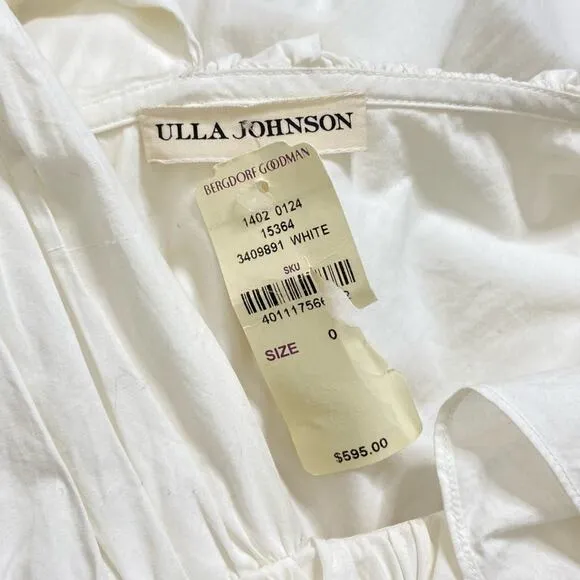 ULLA JOHNSON
BERGDORF GOODMAN
1402 0124
15364
3409891 WHITE
SKU
SIZE 0
$595.00